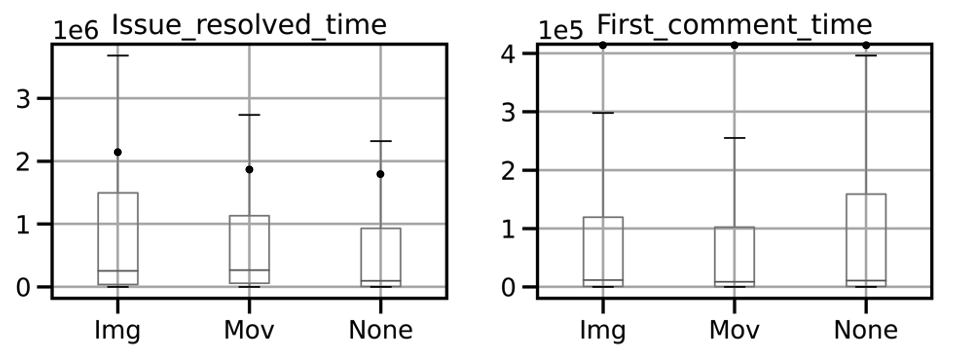 1e6 Issue_resolved_time
3
2
1
0
Img Mov None
1e5 First_comment_time
4
3
2
1
0
Img Mov None